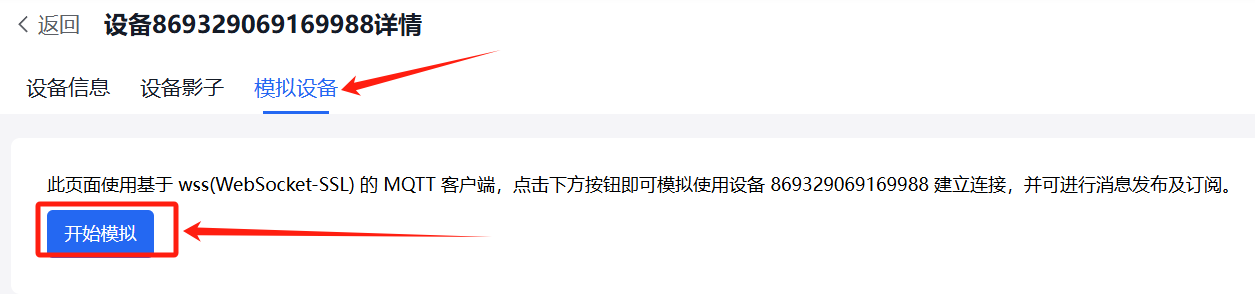 返回 设备869329069169988详情
设备信息 设备影子 模拟设备
此页面使用基于 wss(WebSocket-SSL) 的 MQTT 客户端，点击下方按钮即可模拟使用设备 869329069169988 建立连接，并可进行消息发布及订阅。
开始模拟